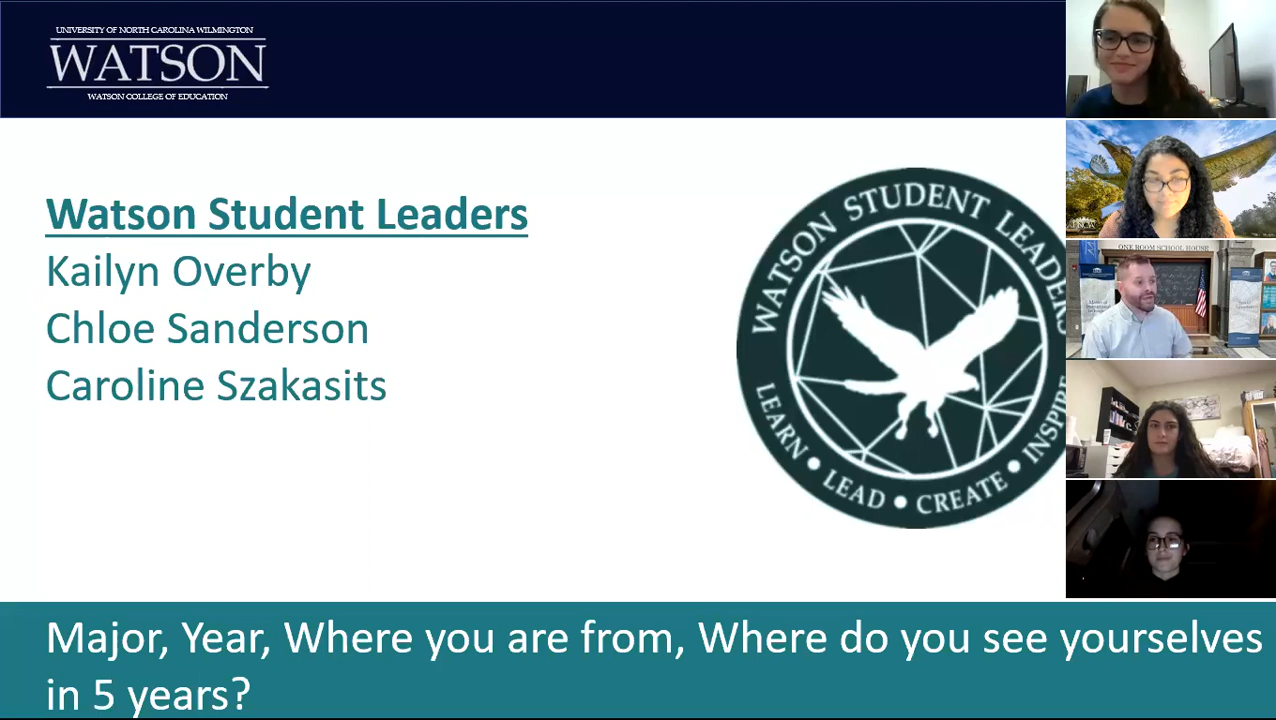 UNIVERSITY OF NORTH CAROLINA WILMINGTON
WATSON
WATSON COLLEGE OF EDUCATION
Watson Student Leaders
Kailyn Overby
Chloe Sanderson
Caroline Szakasits
WATSON STUDENT LEADERS
LEARN • LEAD • CREATE • INSPIRE
Major, Year, Where you are from, Where do you see yourselves
in 5 years?
ONE ROOM SCHOOL HOUSE